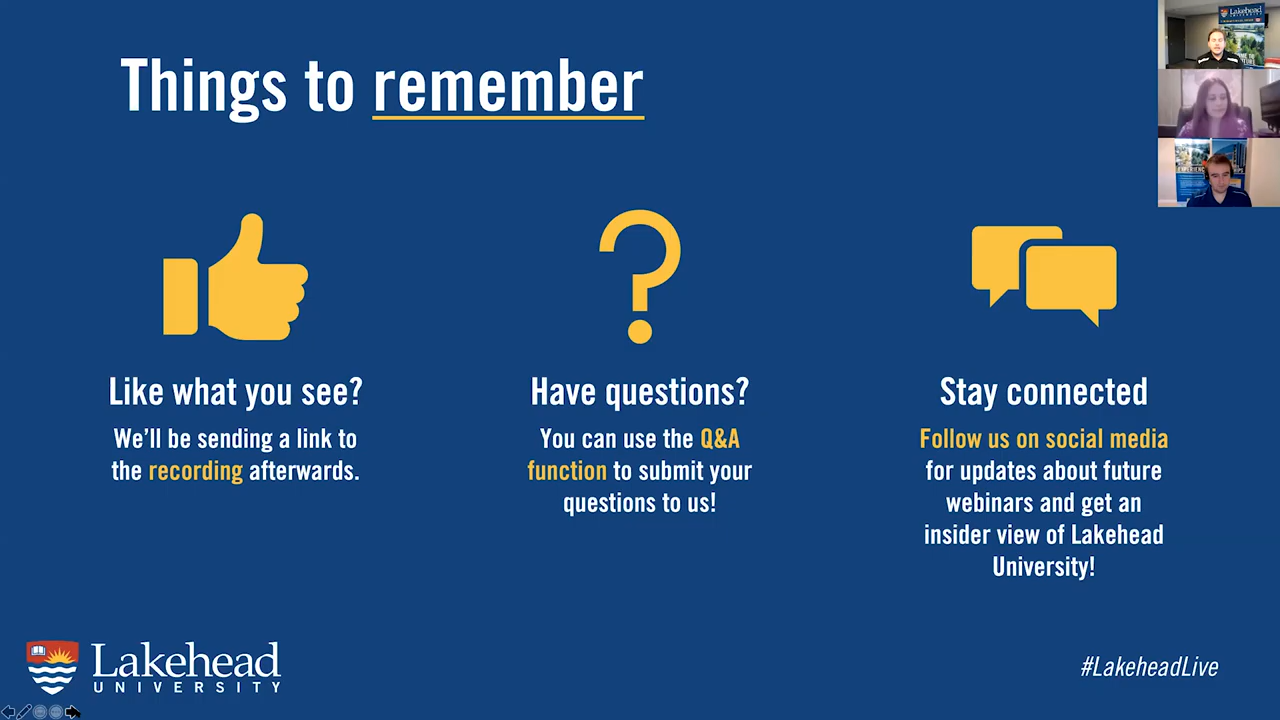 Things to remember
Like what you see?
We'll be sending a link to
the recording afterwards.
Have questions?
You can use the Q&A
function to submit your
questions to us!
Stay connected
Follow us on social media
for updates about future
webinars and get an
insider view of Lakehead
University!
Lakehead
UNIVERSITY
#LakeheadLive
Lakehead
UNIVERSITY